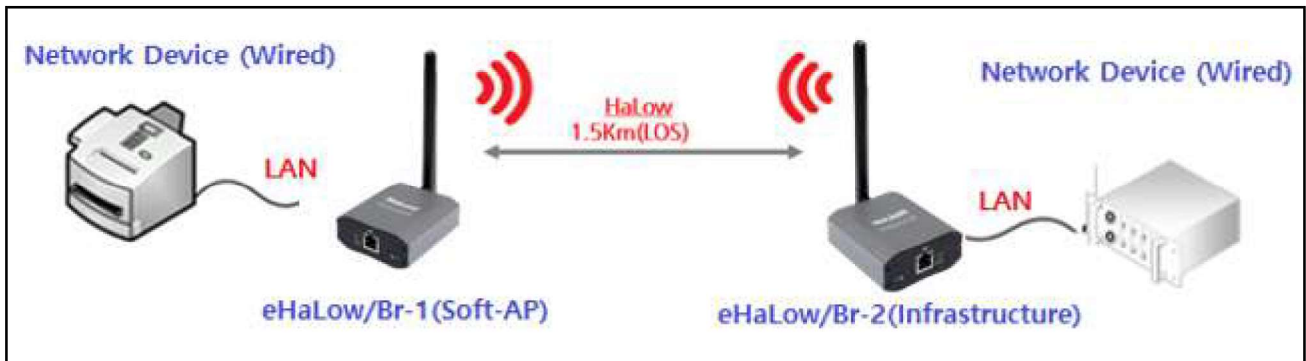 Network Device (Wired)
Network Device (Wired)
HaLow
1.5Km(LOS)
LAN
LAN
eHaLow/Br-1(Soft-AP)
eHaLow/Br-2(Infrastructure)